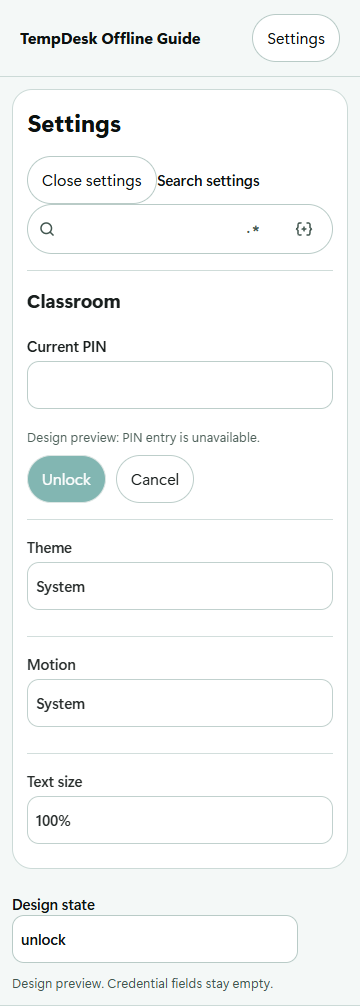 TempDesk Offline Guide
Settings
Settings
Close settings
Search settings
.*
{+}
Classroom
Current PIN
Design preview: PIN entry is unavailable.
Unlock
Cancel
Theme
System
Motion
System
Text size
100%
Design state
unlock
Design preview. Credential fields stay empty.